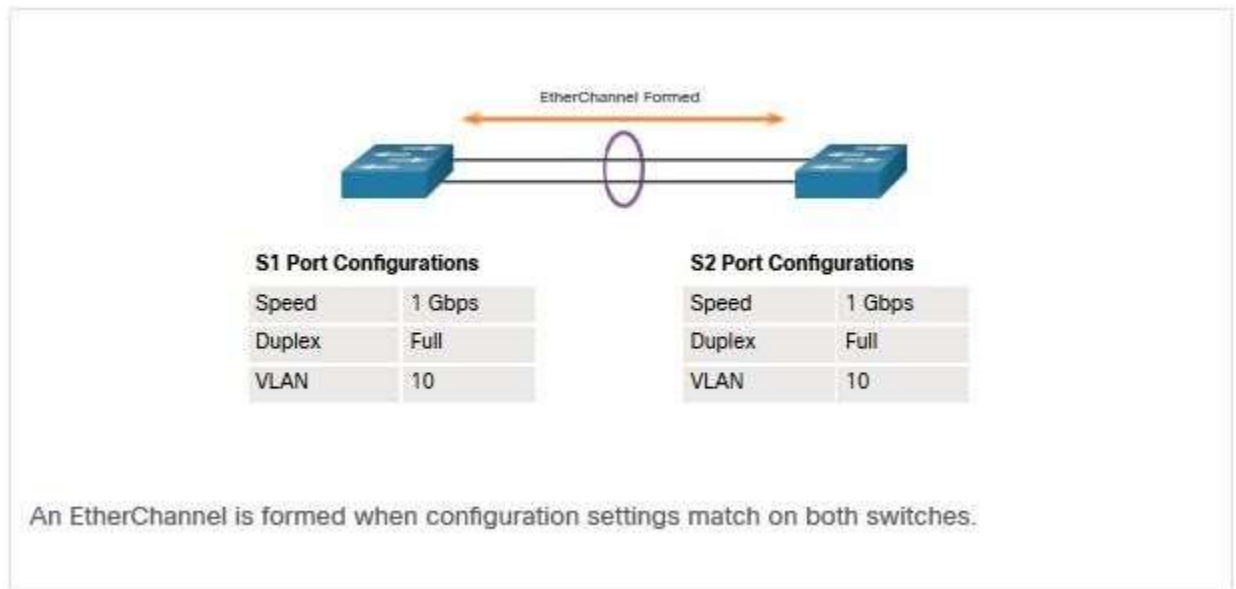 EtherChannel Formed
S1 Port Configurations
Speed 1 Gbps
Duplex Full
VLAN 10
S2 Port Configurations
Speed 1 Gbps
Duplex Full
VLAN 10
An EtherChannel is formed when configuration settings match on both switches.